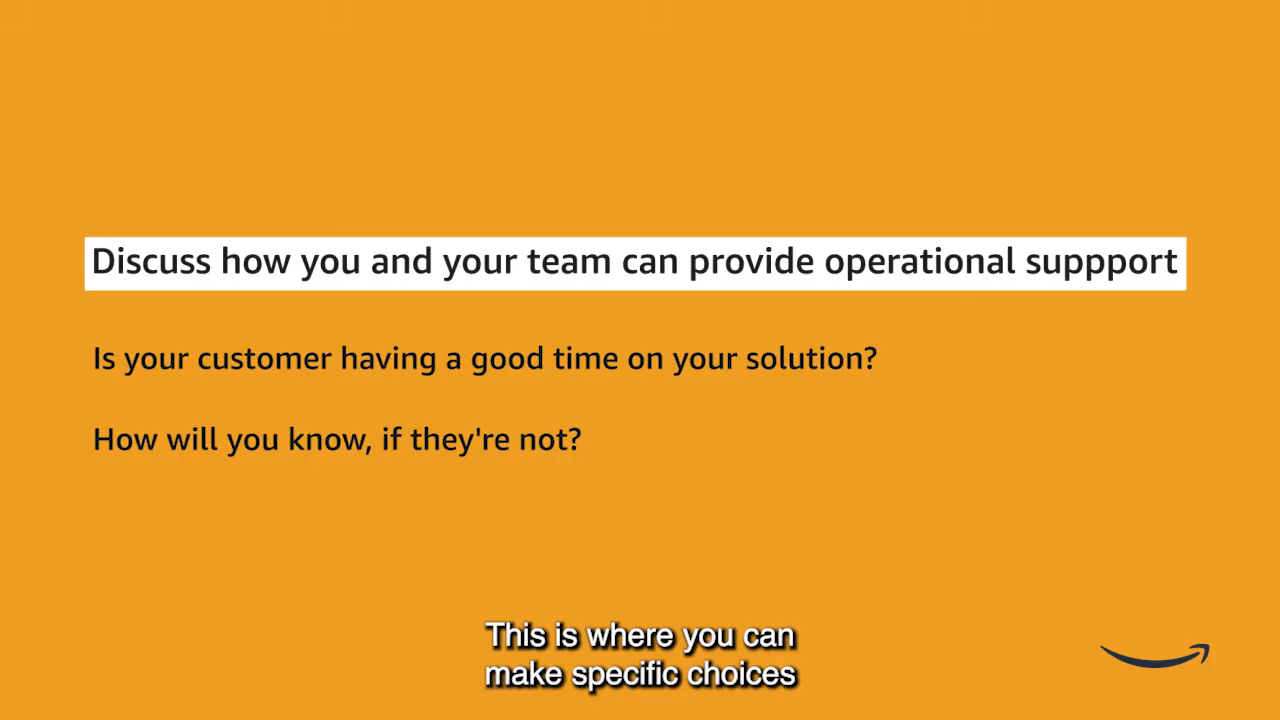 Discuss how you and your team can provide operational suppport
Is your customer having a good time on your solution?
How will you know, if they're not?
This is where you can
make specific choices